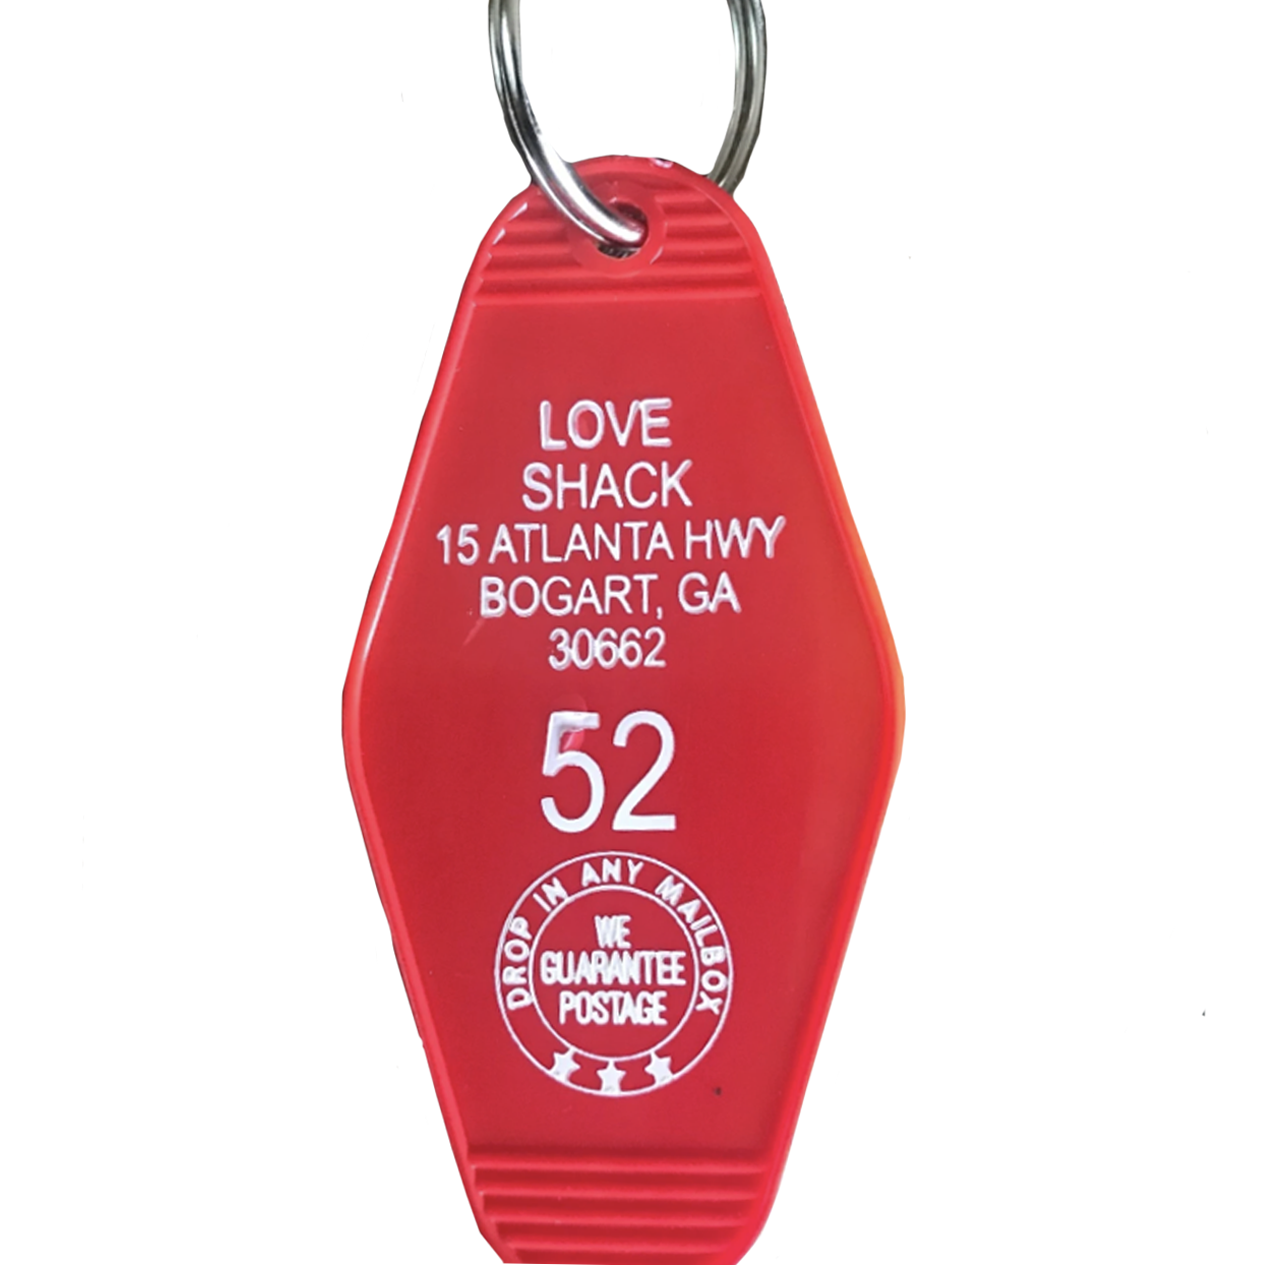 LOVE
SHACK
15 ATLANTA HWY
BOGART, GA
30662
52
DROP IN ANY MAILBOX
WE
GUARANTEE
POSTAGE